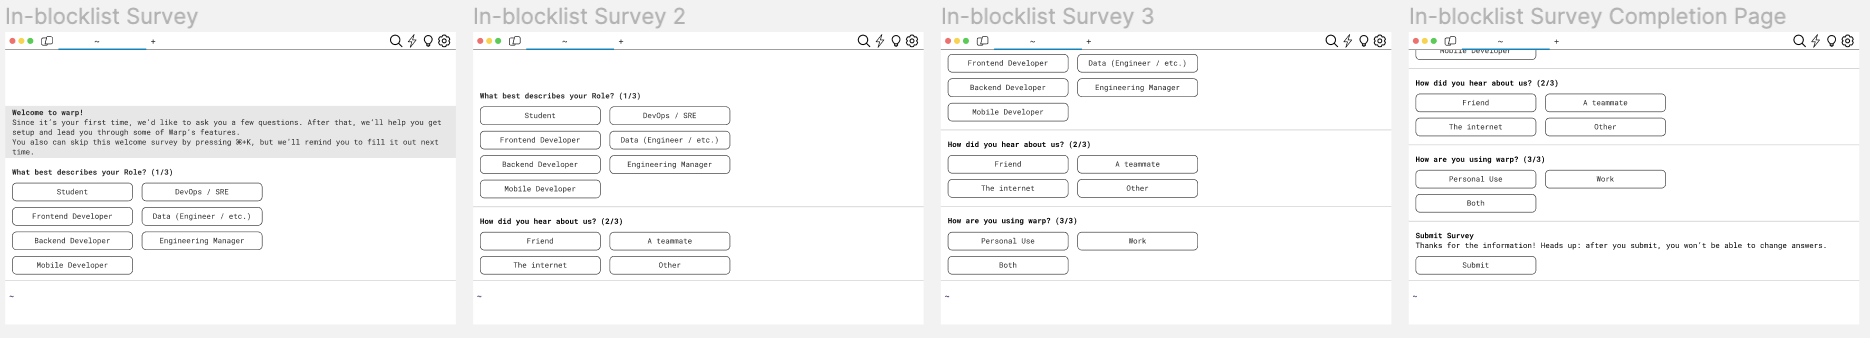 In-blocklist Survey
~ +
Welcome to warp!
Since it's your first time, we'd like to ask you a few questions. After that, we'll help you get
setup and lead you through some of Warp's features.
You also can skip this welcome survey by pressing ⌘+K, but we'll remind you to fill it out next
time.
What best describes your Role? (1/3)
Student DevOps / SRE
Frontend Developer Data (Engineer / etc.)
Backend Developer Engineering Manager
Mobile Developer
~
In-blocklist Survey 2
~ +
What best describes your Role? (1/3)
Student DevOps / SRE
Frontend Developer Data (Engineer / etc.)
Backend Developer Engineering Manager
Mobile Developer
How did you hear about us? (2/3)
Friend A teammate
The internet Other
~
In-blocklist Survey 3
~ +
Frontend Developer Data (Engineer / etc.)
Backend Developer Engineering Manager
Mobile Developer
How did you hear about us? (2/3)
Friend A teammate
The internet Other
How are you using warp? (3/3)
Personal Use Work
Both
~
In-blocklist Survey Completion Page
~ +
Mobile Developer
How did you hear about us? (2/3)
Friend A teammate
The internet Other
How are you using warp? (3/3)
Personal Use Work
Both
Submit Survey
Thanks for the information! Heads up: after you submit, you won't be able to change answers.
Submit
~